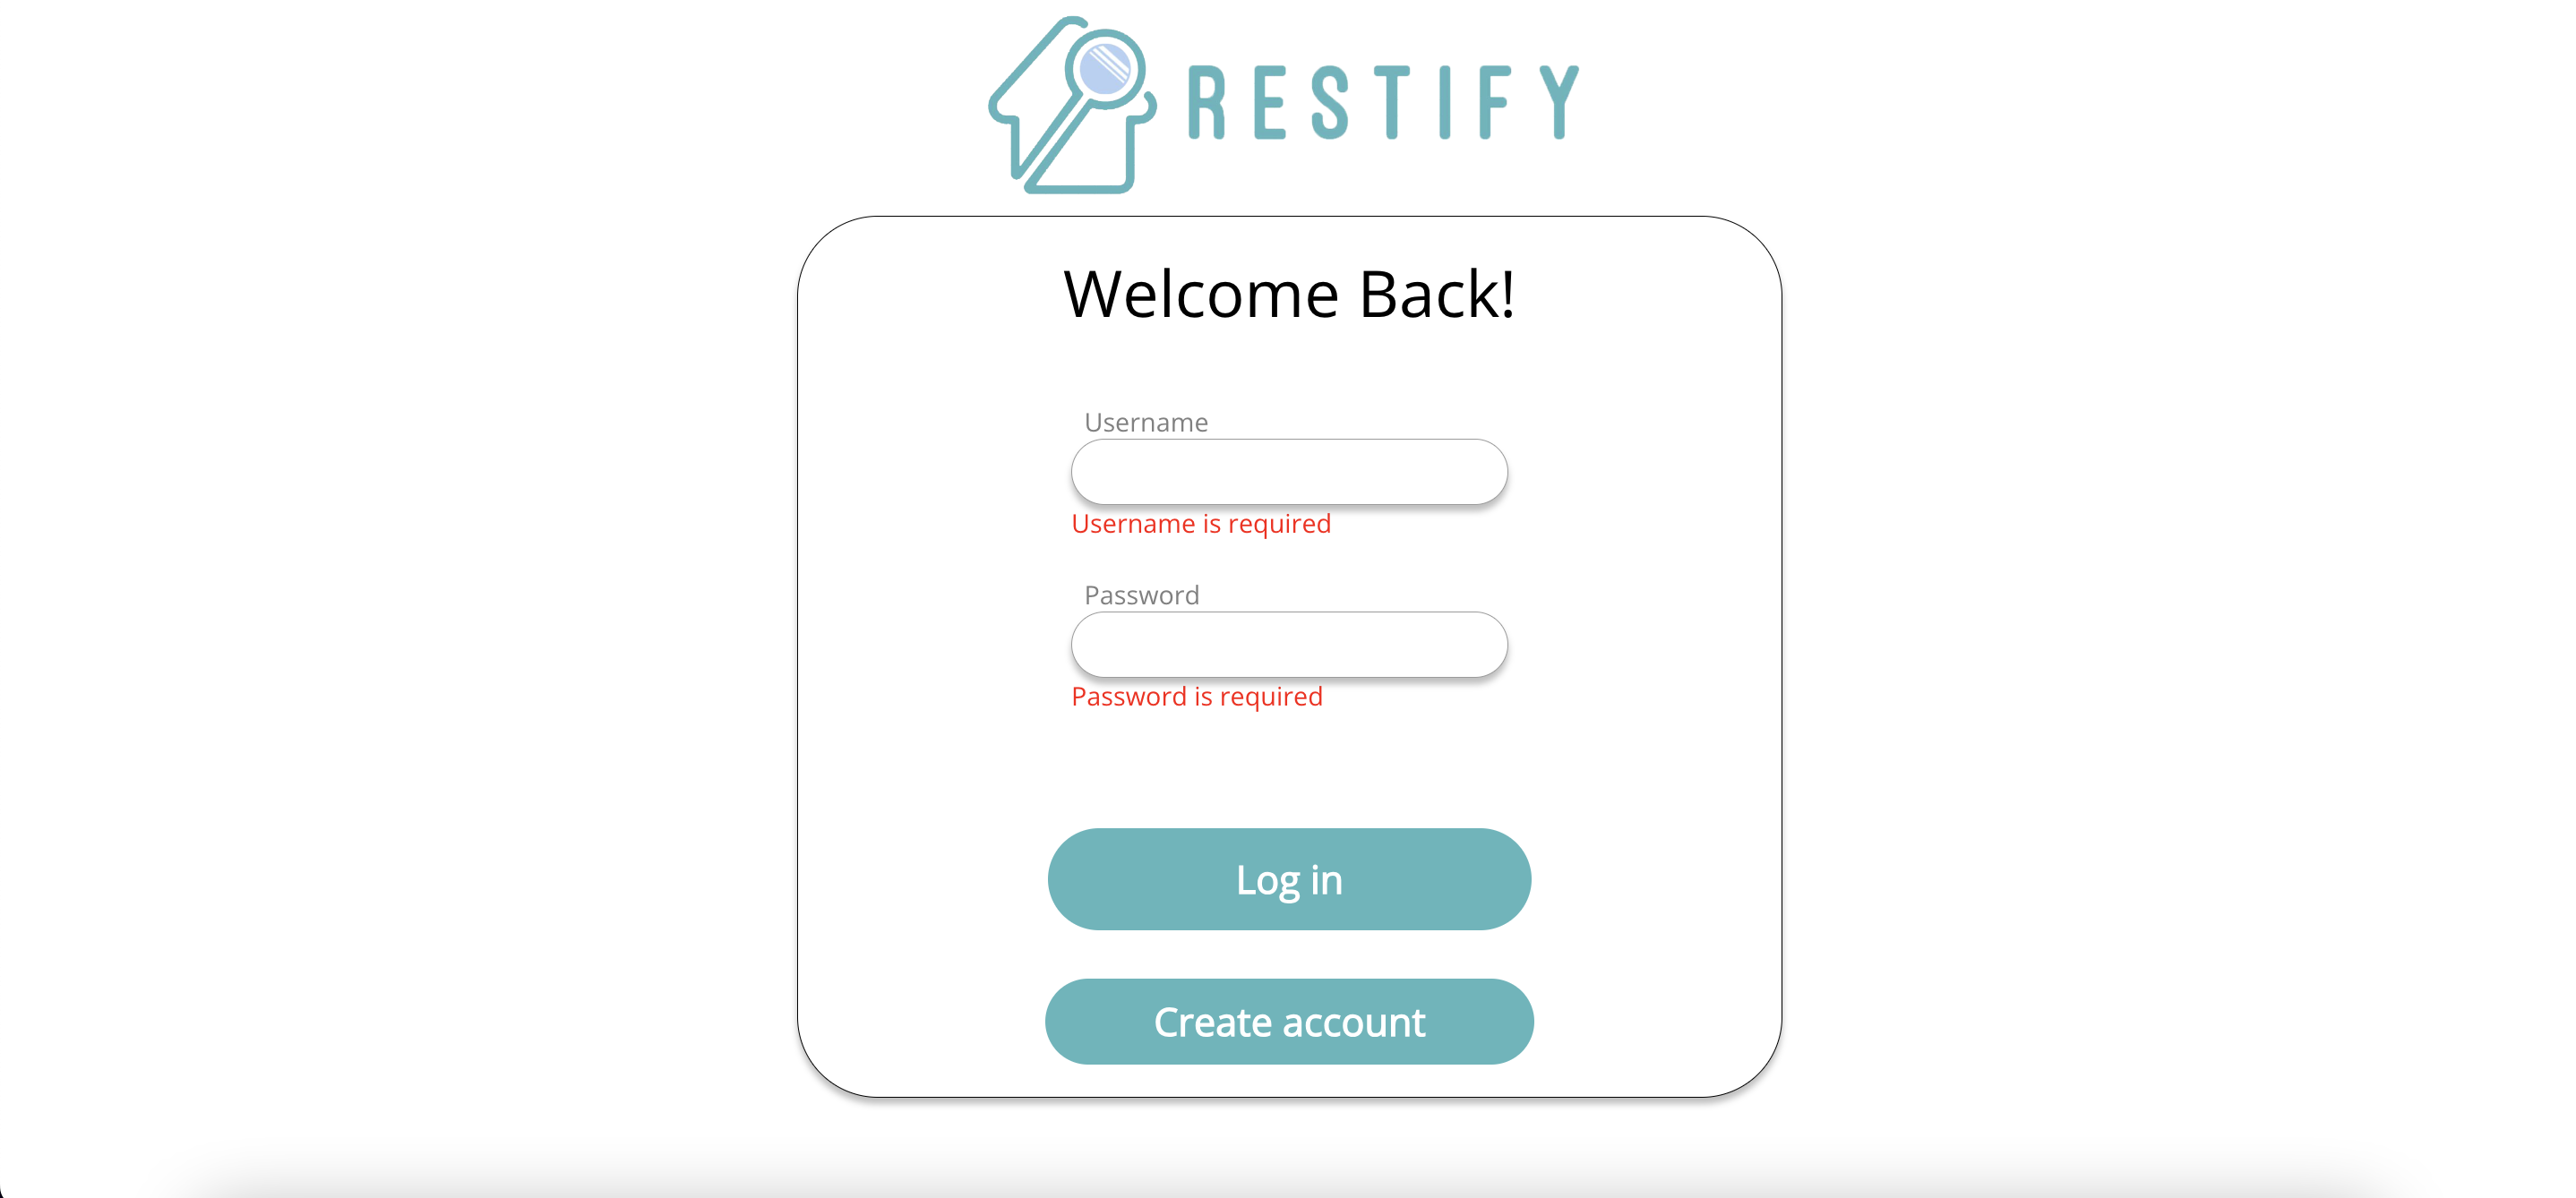 RESTIFY
Welcome Back!
Username
Username is required
Password
Password is required
Log in
Create account